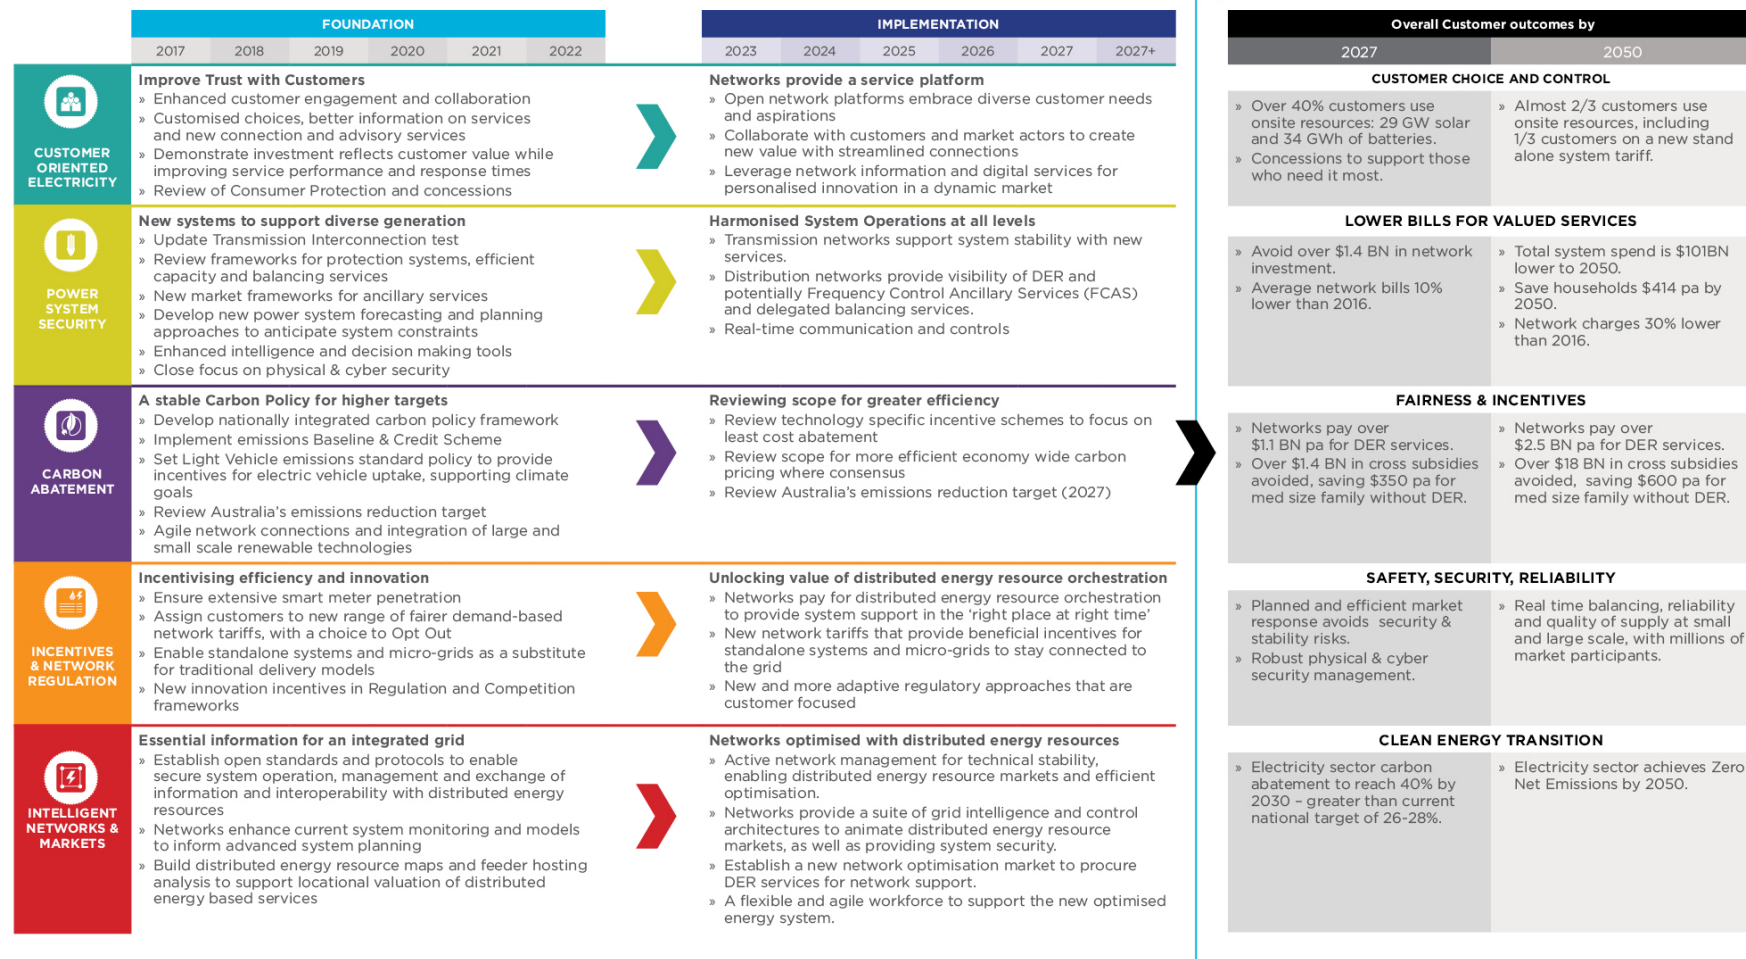 FOUNDATION
IMPLEMENTATION
Overall Customer outcomes by
2017 2018 2019 2020 2021 2022
2023 2024 2025 2026 2027 2027+
2027 2050
CUSTOMER
ORIENTED
ELECTRICITY
Improve Trust with Customers
» Enhanced customer engagement and collaboration
» Customised choices, better information on services
and new connection and advisory services
» Demonstrate investment reflects customer value while
improving service performance and response times
» Review of Consumer Protection and concessions
Networks provide a service platform
» Open network platforms embrace diverse customer needs
and aspirations
» Collaborate with customers and market actors to create
new value with streamlined connections
» Leverage network information and digital services for
personalised innovation in a dynamic market
CUSTOMER CHOICE AND CONTROL
» Over 40% customers use
onsite resources: 29 GW solar
and 34 GWh of batteries.
» Concessions to support those
who need it most.
» Almost 2/3 customers use
onsite resources, including
1/3 customers on a new stand
alone system tariff.
POWER
SYSTEM
SECURITY
New systems to support diverse generation
» Update Transmission Interconnection test
» Review frameworks for protection systems, efficient
capacity and balancing services
» New market frameworks for ancillary services
» Develop new power system forecasting and planning
approaches to anticipate system constraints
» Enhanced intelligence and decision making tools
» Close focus on physical & cyber security
Harmonised System Operations at all levels
» Transmission networks support system stability with new
services.
» Distribution networks provide visibility of DER and
potentially Frequency Control Ancillary Services (FCAS)
and delegated balancing services.
» Real-time communication and controls
LOWER BILLS FOR VALUED SERVICES
» Avoid over $1.4 BN in network
investment.
» Average network bills 10%
lower than 2016.
» Total system spend is $101BN
lower to 2050.
» Save households $414 pa by
2050.
» Network charges 30% lower
than 2016.
CARBON
ABATEMENT
A stable Carbon Policy for higher targets
» Develop nationally integrated carbon policy framework
» Implement emissions Baseline & Credit Scheme
» Set Light Vehicle emissions standard policy to provide
incentives for electric vehicle uptake, supporting climate
goals
» Review Australia's emissions reduction target
» Agile network connections and integration of large and
small scale renewable technologies
Reviewing scope for greater efficiency
» Review technology specific incentive schemes to focus on
least cost abatement
» Review scope for more efficient economy wide carbon
pricing where consensus
» Review Australia's emissions reduction target (2027)
FAIRNESS & INCENTIVES
» Networks pay over
$1.1 BN pa for DER services.
» Over $1.4 BN in cross subsidies
avoided, saving $350 pa for
med size family without DER.
» Networks pay over
$2.5 BN pa for DER services.
» Over $18 BN in cross subsidies
avoided, saving $600 pa for
med size family without DER.
INCENTIVES
& NETWORK
REGULATION
Incentivising efficiency and innovation
» Ensure extensive smart meter penetration
» Assign customers to new range of fairer demand-based
network tariffs, with a choice to Opt Out
» Enable standalone systems and micro-grids as a substitute
for traditional delivery models
» New innovation incentives in Regulation and Competition
frameworks
Unlocking value of distributed energy resource orchestration
» Networks pay for distributed energy resource orchestration
to provide system support in the 'right place at right time'
» New network tariffs that provide beneficial incentives for
standalone systems and micro-grids to stay connected to
the grid
» New and more adaptive regulatory approaches that are
customer focused
SAFETY, SECURITY, RELIABILITY
» Planned and efficient market
response avoids security &
stability risks.
» Robust physical & cyber
security management.
» Real time balancing, reliability
and quality of supply at small
and large scale, with millions of
market participants.
INTELLIGENT
NETWORKS &
MARKETS
Essential information for an integrated grid
» Establish open standards and protocols to enable
secure system operation, management and exchange of
information and interoperability with distributed energy
resources
» Networks enhance current system monitoring and models
to inform advanced system planning
» Build distributed energy resource maps and feeder hosting
analysis to support locational valuation of distributed
energy based services
Networks optimised with distributed energy resources
» Active network management for technical stability,
enabling distributed energy resource markets and efficient
optimisation.
» Networks provide a suite of grid intelligence and control
architectures to animate distributed energy resource
markets, as well as providing system security.
» Establish a new network optimisation market to procure
DER services for network support.
» A flexible and agile workforce to support the new optimised
energy system.
CLEAN ENERGY TRANSITION
» Electricity sector carbon
abatement to reach 40% by
2030 – greater than current
national target of 26-28%.
» Electricity sector achieves Zero
Net Emissions by 2050.